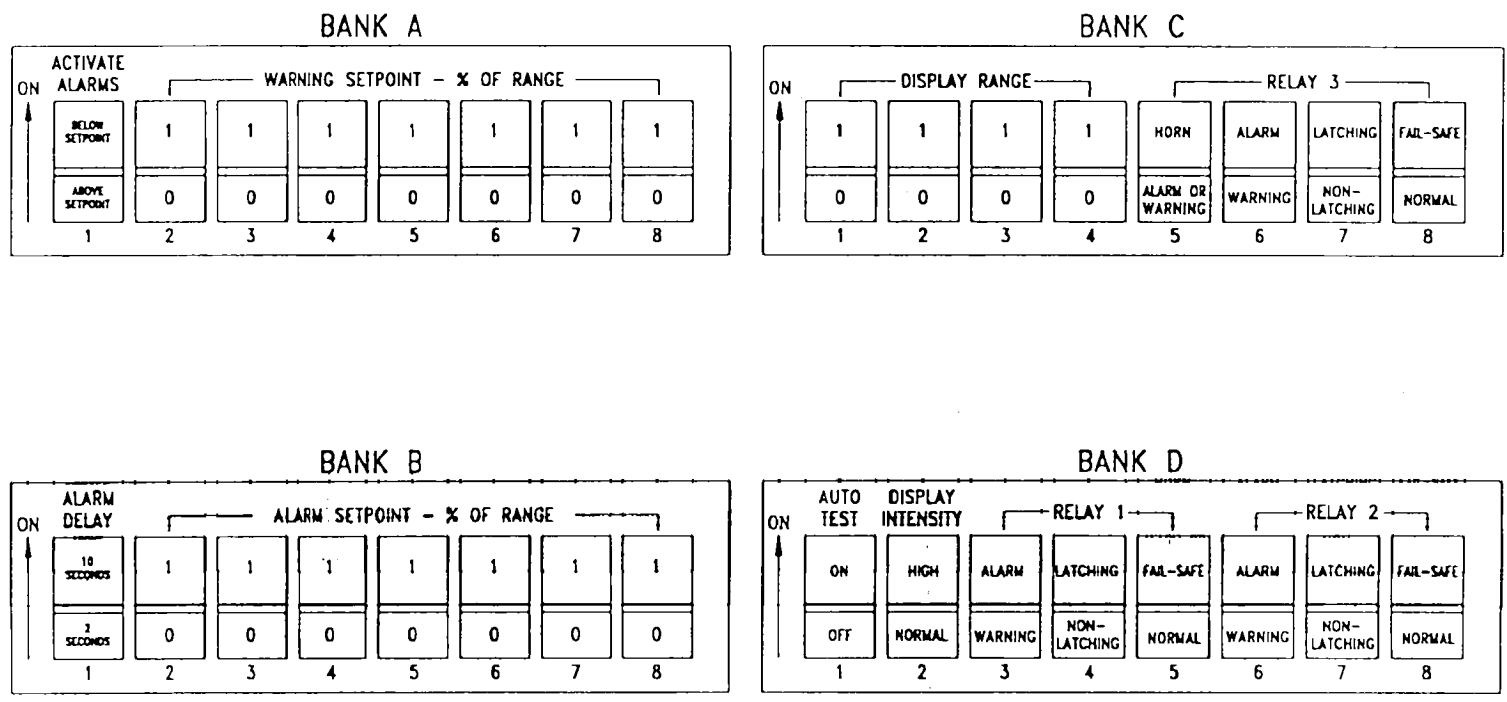 BANK A
ACTIVATE
ALARMS
WARNING SETPOINT - % OF RANGE
ON
BELOW
SETPOINT
1 1 1 1 1 1 1
ABOVE
SETPOINT
0 0 0 0 0 0 0
1 2 3 4 5 6 7 8
BANK C
DISPLAY RANGE
RELAY 3
ON
1 1 1 1 HORN ALARM LATCHING FAIL-SAFE
0 0 0 0 ALARM OR
WARNING WARNING NON-
LATCHING NORMAL
1 2 3 4 5 6 7 8
BANK B
ALARM
DELAY
ALARM SETPOINT - % OF RANGE
ON
10
SECONDS
1 1 1 1 1 1 1
2
SECONDS
0 0 0 0 0 0 0
1 2 3 4 5 6 7 8
BANK D
AUTO
TEST
DISPLAY
INTENSITY
RELAY 1
RELAY 2
ON
ON HIGH ALARM LATCHING FAIL-SAFE ALARM LATCHING FAIL-SAFE
OFF NORMAL WARNING NON-
LATCHING NORMAL WARNING NON-
LATCHING NORMAL
1 2 3 4 5 6 7 8